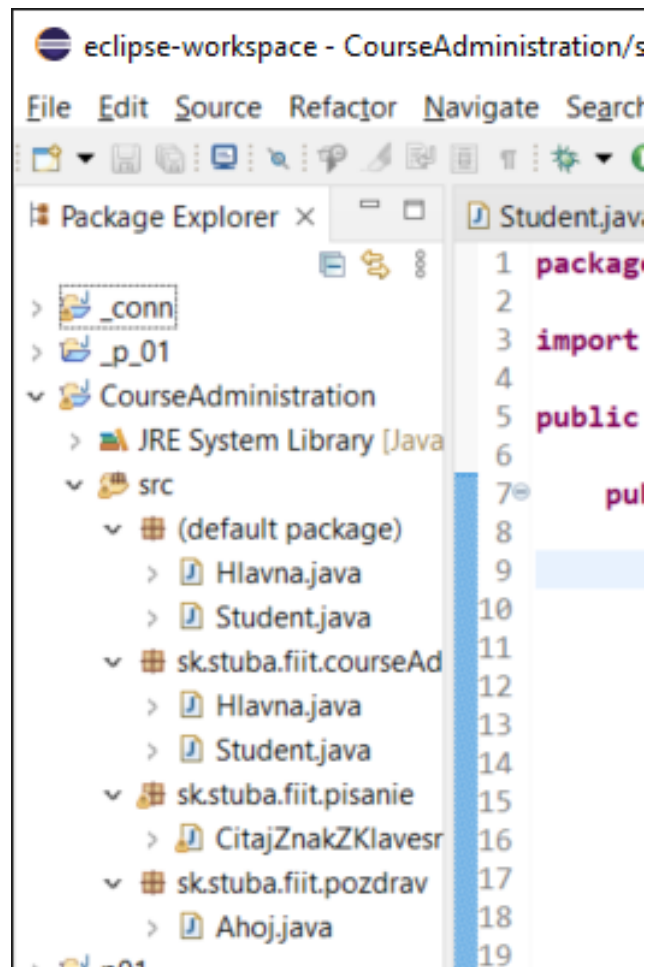 eclipse-workspace - CourseAdministration/s
File Edit Source Refactor Navigate Search
Package Explorer
Student.java
_conn
_p_01
CourseAdministration
JRE System Library [Java
src
(default package)
Hlavna.java
Student.java
sk.stuba.fiit.courseAd
Hlavna.java
Student.java
sk.stuba.fiit.pisanie
CitajZnakZKlavesr
sk.stuba.fiit.pozdrav
Ahoj.java
p01
1 package
2
3 import
4
5 public
6
7 pul
8
9
10
11
12
13
14
15
16
17
18
19